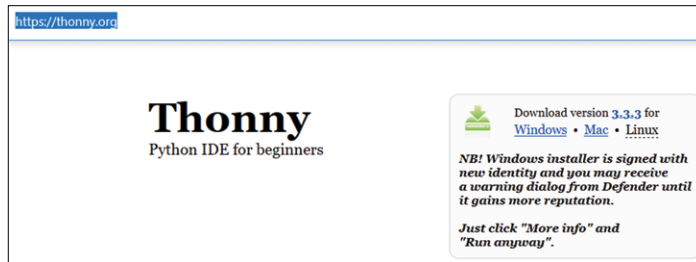 https://thonny.org
Thonny
Python IDE for beginners
Download version 3.3.3 for
Windows • Mac • Linux
NB! Windows installer is signed with
new identity and you may receive
a warning dialog from Defender until
it gains more reputation.
Just click "More info" and
"Run anyway".